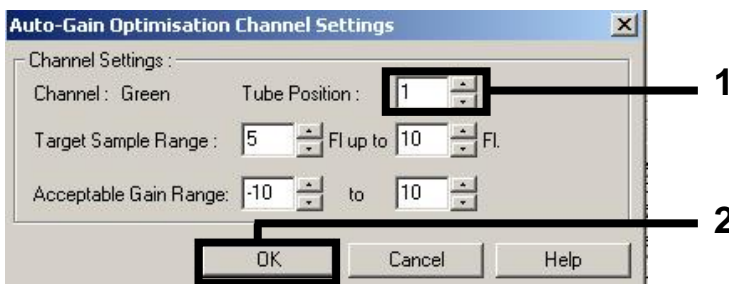 Auto-Gain Optimisation Channel Settings
Channel Settings :
Channel : Green Tube Position : 1 1
Target Sample Range : 5 Fl up to 10 Fl.
Acceptable Gain Range: -10 to 10
2
OK Cancel Help